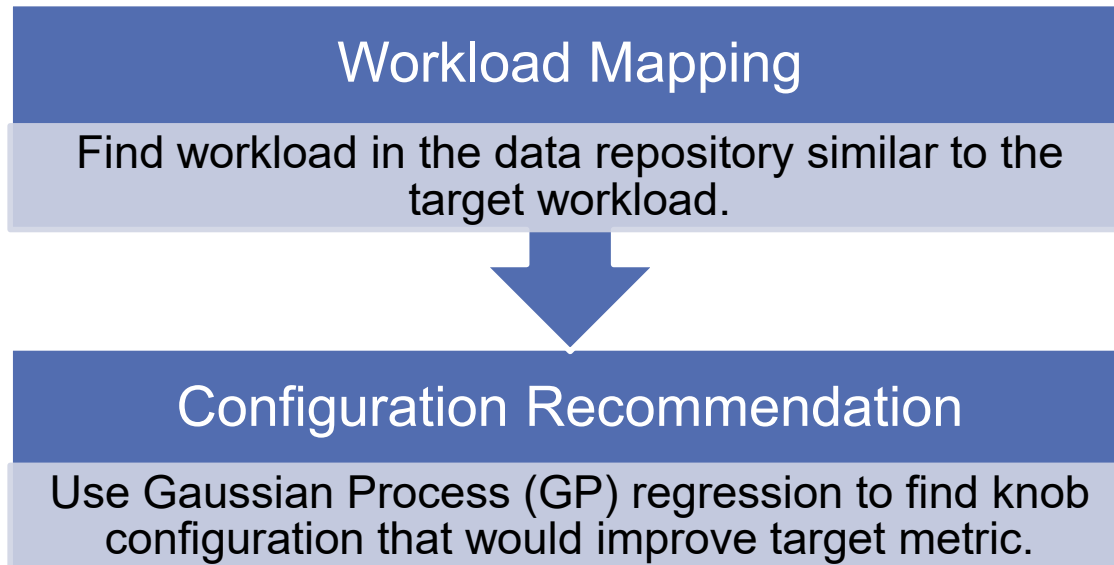 Workload Mapping
Find workload in the data repository similar to the
target workload.
Configuration Recommendation
Use Gaussian Process (GP) regression to find knob
configuration that would improve target metric.